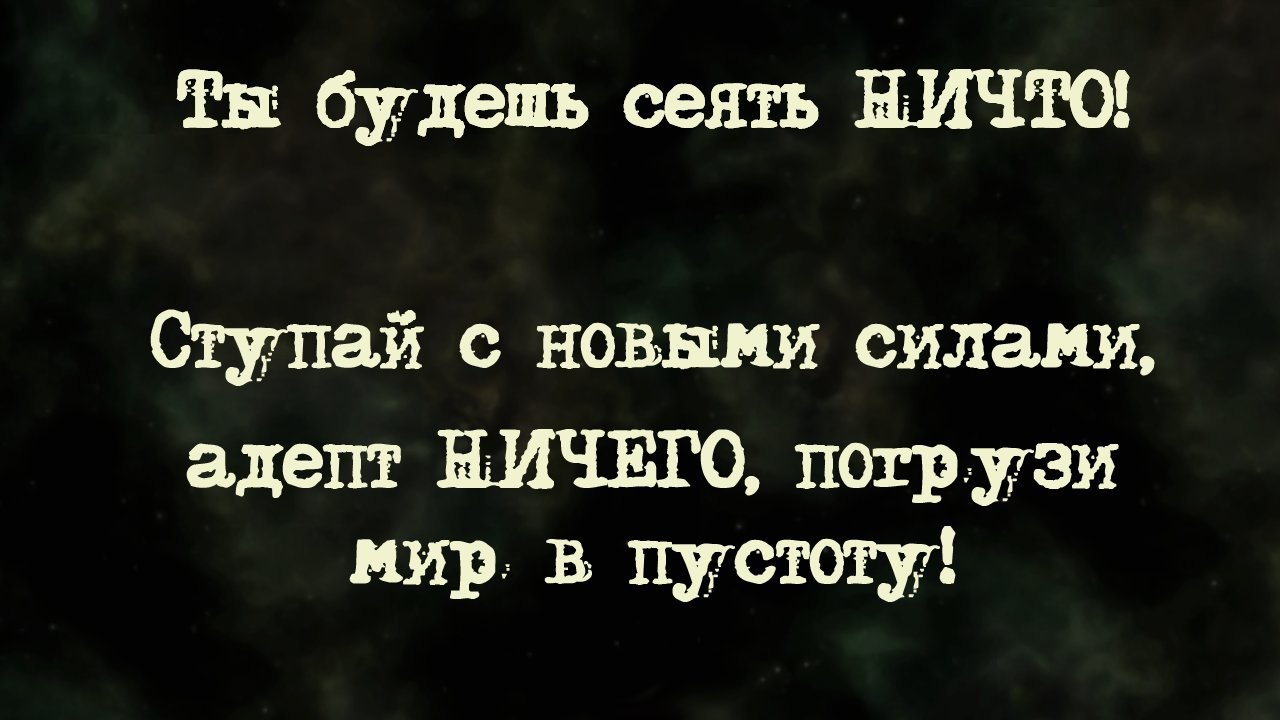 Ты будешь сеять НИЧТО!
Ступай с новыми силами,
адепт НИЧЕГО, погрузи
мир в пустоту!